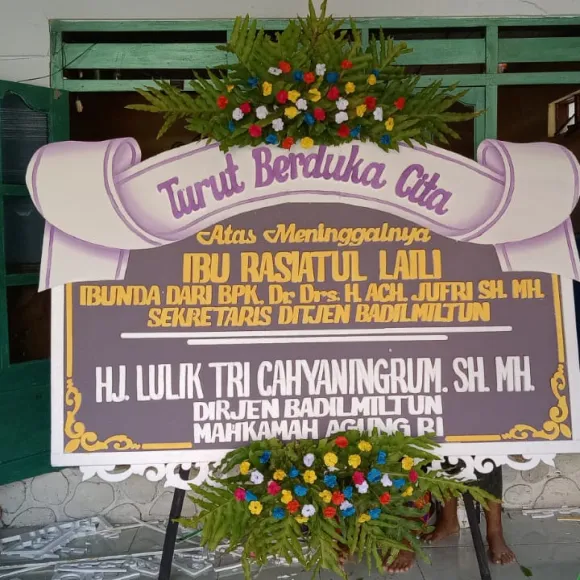 Turut Berduka Cita
Atas Meninggalnya
IBU RASIATUL LAILI
IBUNDA DARI BPK. Dr. Drs. H. ACH. JUFRI SH. MH.
SEKRETARIS DITJEN BADILMILTUN
HJ. LULIK TRI CAHYANINGRUM. SH. MH.
DIRJEN BADILMILTUN
MAHKAMAH AGUNG RI